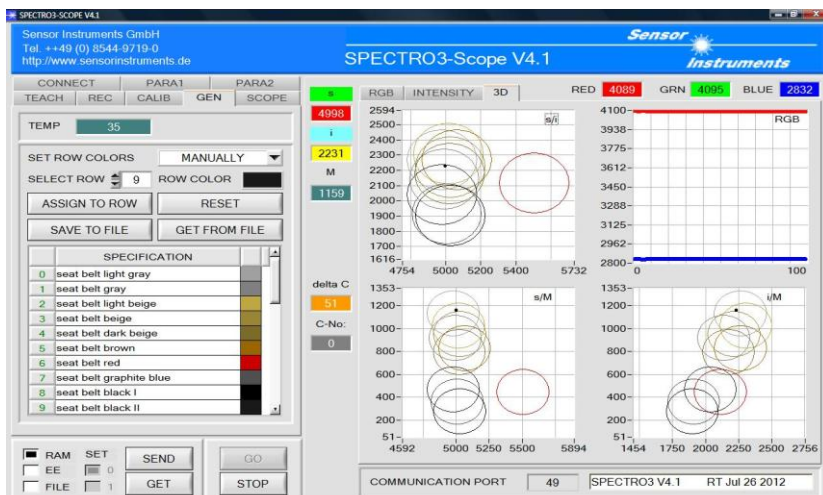 SPECTRO3-SCOPE V4.1
Sensor Instruments GmbH
Tel. ++49 (0) 8544-9719-0
http://www.sensorinstruments.de
SPECTRO3-Scope V4.1
Sensor
Instruments
CONNECT PARA1 PARA2
TEACH REC CALIB GEN SCOPE
TEMP 35
SET ROW COLORS MANUALLY
SELECT ROW 9 ROW COLOR
ASSIGN TO ROW RESET
SAVE TO FILE GET FROM FILE
SPECIFICATION
0 seat belt light gray
1 seat belt gray
2 seat belt light beige
3 seat belt beige
4 seat belt dark beige
5 seat belt brown
6 seat belt red
7 seat belt graphite blue
8 seat belt black I
9 seat belt black II
RAM SET SEND GO
EE 0
FILE 1 GET STOP
s
4998
i
2231
M
1159
delta C
51
C-No:
0
RGB INTENSITY 3D RED 4089 GRN 4095 BLUE 2832
s/i
2594
2500
2400
2300
2200
2100
2000
1900
1800
1700
1616
4754 5000 5200 5400 5732
RGB
4100
3938
3775
3612
3450
3288
3125
2962
2800
0 100
s/M
1353
1200
1000
800
600
400
200
51
4592 5000 5250 5500 5894
i/M
1353
1200
1000
800
600
400
200
51
1454 1750 2000 2250 2500 2756
COMMUNICATION PORT 49 SPECTRO3 V4.1 RT Jul 26 2012